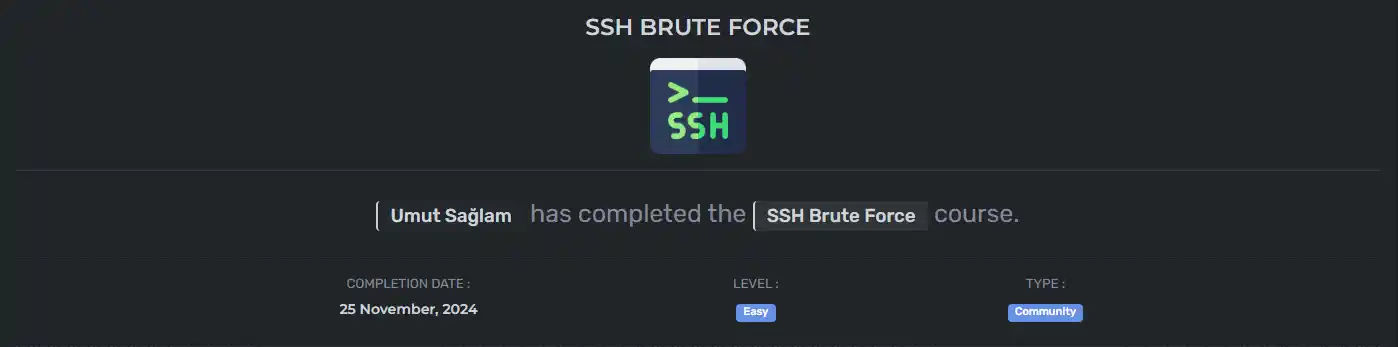 SSH BRUTE FORCE
>_
SSH
Umut Sağlam has completed the SSH Brute Force course.
COMPLETION DATE : LEVEL : TYPE :
25 November, 2024 Easy Community